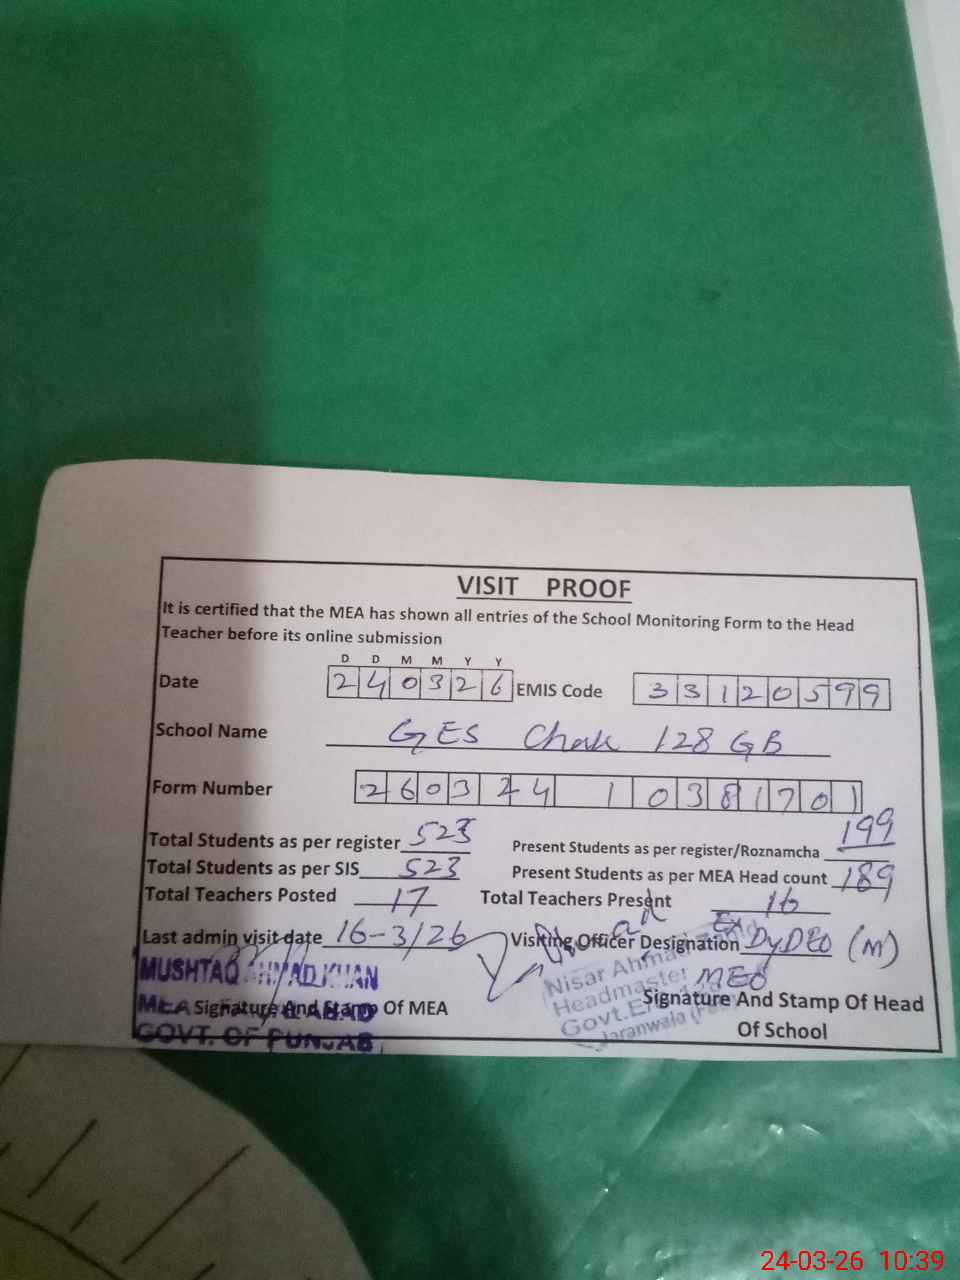 VISIT PROOF
It is certified that the MEA has shown all entries of the School Monitoring Form to the Head
Teacher before its online submission
D D M M Y Y
Date 2 4 0 3 2 6 EMIS Code 3 3 1 2 0 5 9 9
School Name GES Chak 128 GB
Form Number 2 6 0 3 2 4 1 0 3 8 1 7 0 1
Total Students as per register 523 Present Students as per register/Roznamcha 199
Total Students as per SIS 523 Present Students as per MEA Head count 189
Total Teachers Posted 17 Total Teachers Present 16
Last admin visit date 16-3/26 Visiting Officer Designation Ex DyDEO (M)
MEO
MUSHTAQ AHMAD KHAN
MEA
GOVT. OF PUNJAB
Signature And Stamp Of MEA
Nisar Ahmad
Headmaster
Govt.E
Jaranwala
Signature And Stamp Of Head
Of School
24-03-26 10:39